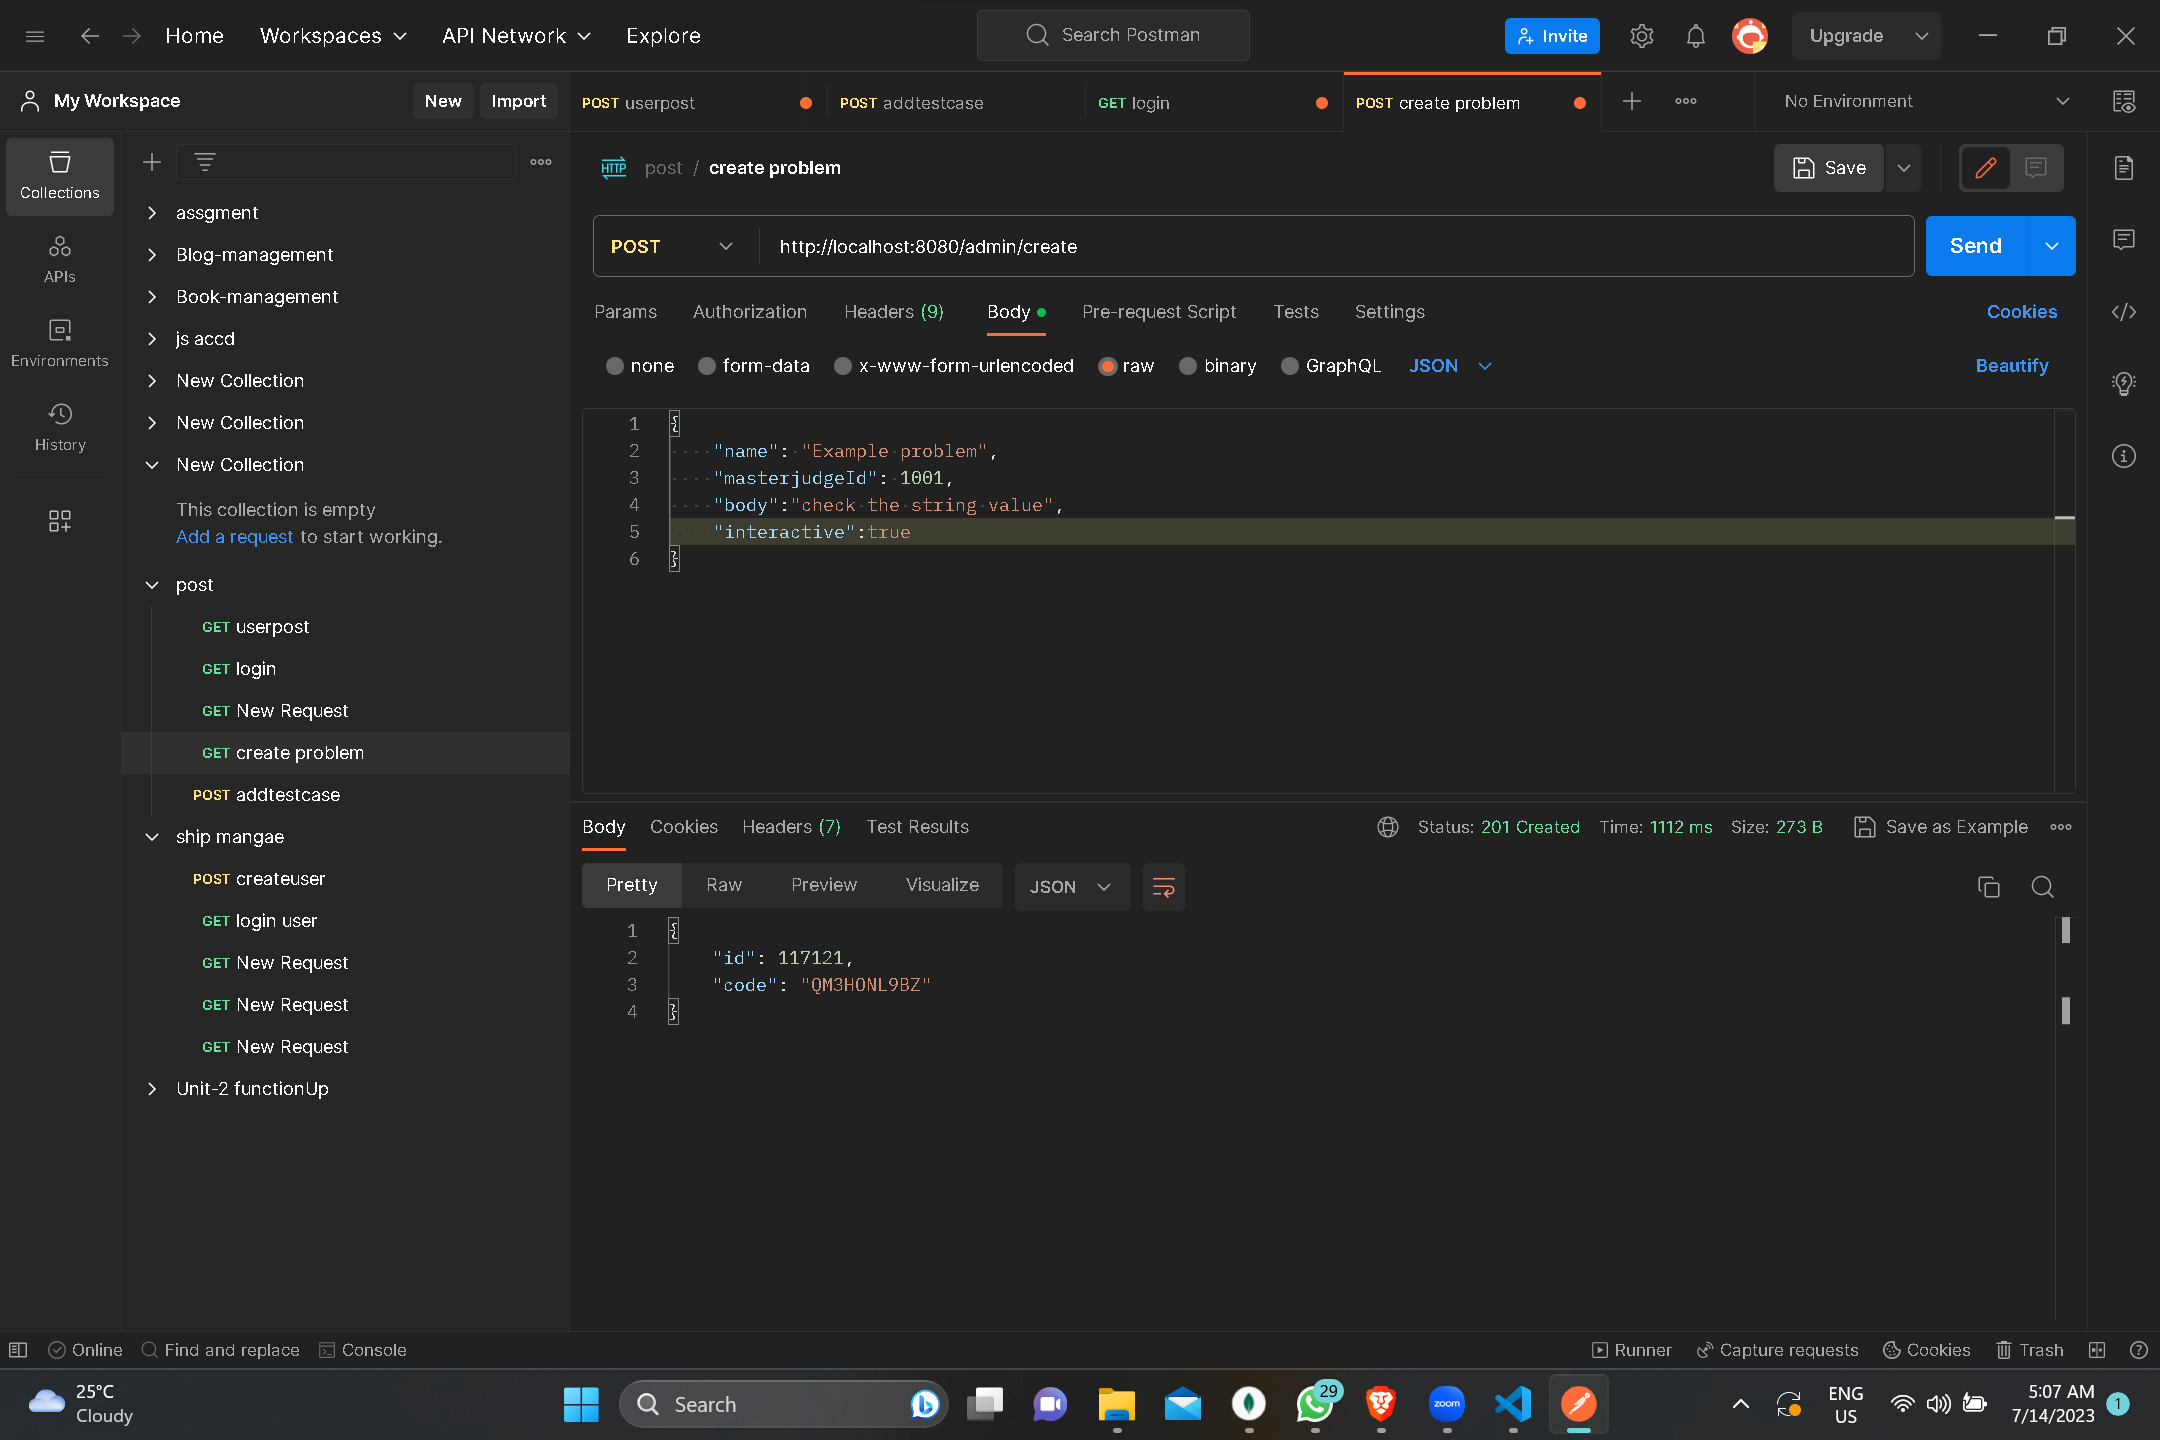 Home Workspaces API Network Explore Search Postman Invite Upgrade
My Workspace New Import
POST userpost POST addtestcase GET login POST create problem No Environment
Collections
APIs
Environments
History
assgment
Blog-management
Book-management
js accd
New Collection
New Collection
New Collection
This collection is empty
Add a request to start working.
post
GET userpost
GET login
GET New Request
GET create problem
POST addtestcase
ship mangae
POST createuser
GET login user
GET New Request
GET New Request
GET New Request
Unit-2 functionUp
HTTP post / create problem Save
POST http://localhost:8080/admin/create Send
Params Authorization Headers (9) Body Pre-request Script Tests Settings Cookies
none form-data x-www-form-urlencoded raw binary GraphQL JSON Beautify
1 {
2 "name": "Example problem",
3 "masterjudgeId": 1001,
4 "body":"check the string value",
5 "interactive":true
6 }
Body Cookies Headers (7) Test Results Status: 201 Created Time: 1112 ms Size: 273 B Save as Example
Pretty Raw Preview Visualize JSON
1 {
2 "id": 117121,
3 "code": "QM3HONL9BZ"
4 }
Online Find and replace Console Runner Capture requests Cookies Trash
25°C
Cloudy
Search
29
zoom
ENG
US
5:07 AM
7/14/2023
1